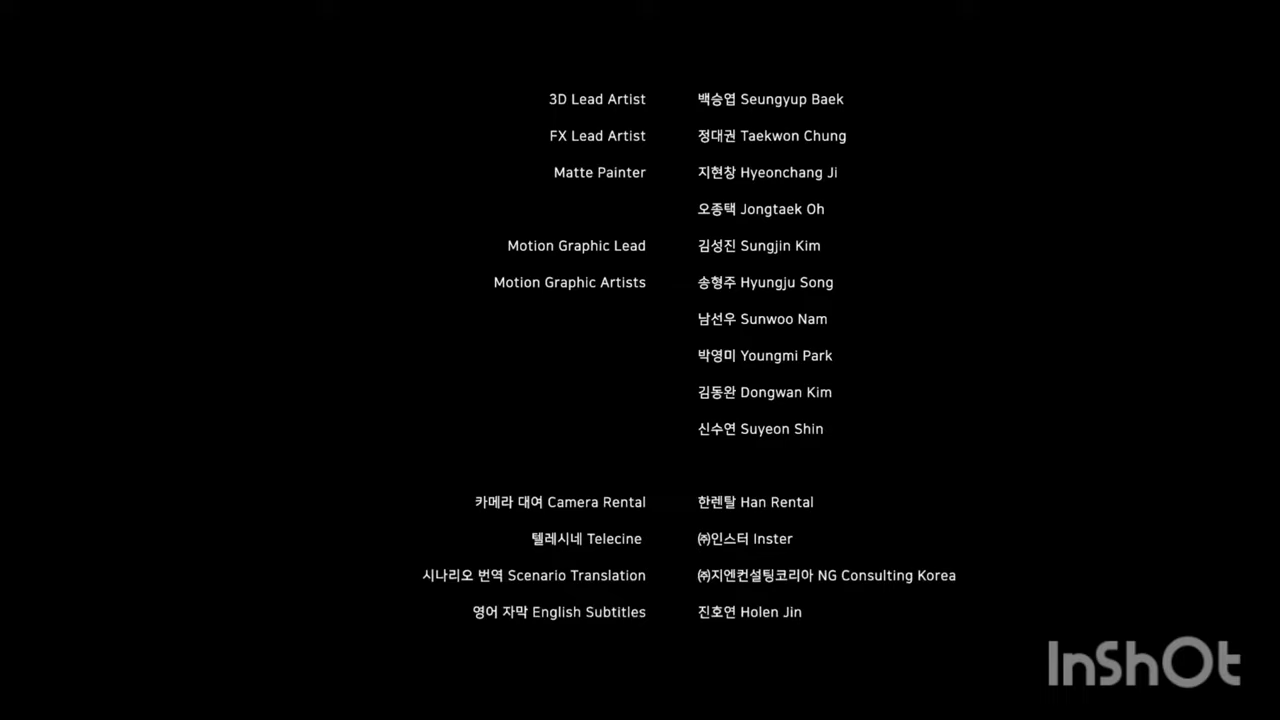 3D Lead Artist 백승엽 Seungyup Baek
FX Lead Artist 정대권 Taekwon Chung
Matte Painter 지현창 Hyeonchang Ji
오종택 Jongtaek Oh
Motion Graphic Lead 김성진 Sungjin Kim
Motion Graphic Artists 송형주 Hyungju Song
남선우 Sunwoo Nam
박영미 Youngmi Park
김동완 Dongwan Kim
신수연 Suyeon Shin
카메라 대여 Camera Rental 한렌탈 Han Rental
텔레시네 Telecine ㈜인스터 Inster
시나리오 번역 Scenario Translation ㈜지엔컨설팅코리아 NG Consulting Korea
영어 자막 English Subtitles 진호연 Holen Jin
InShOt